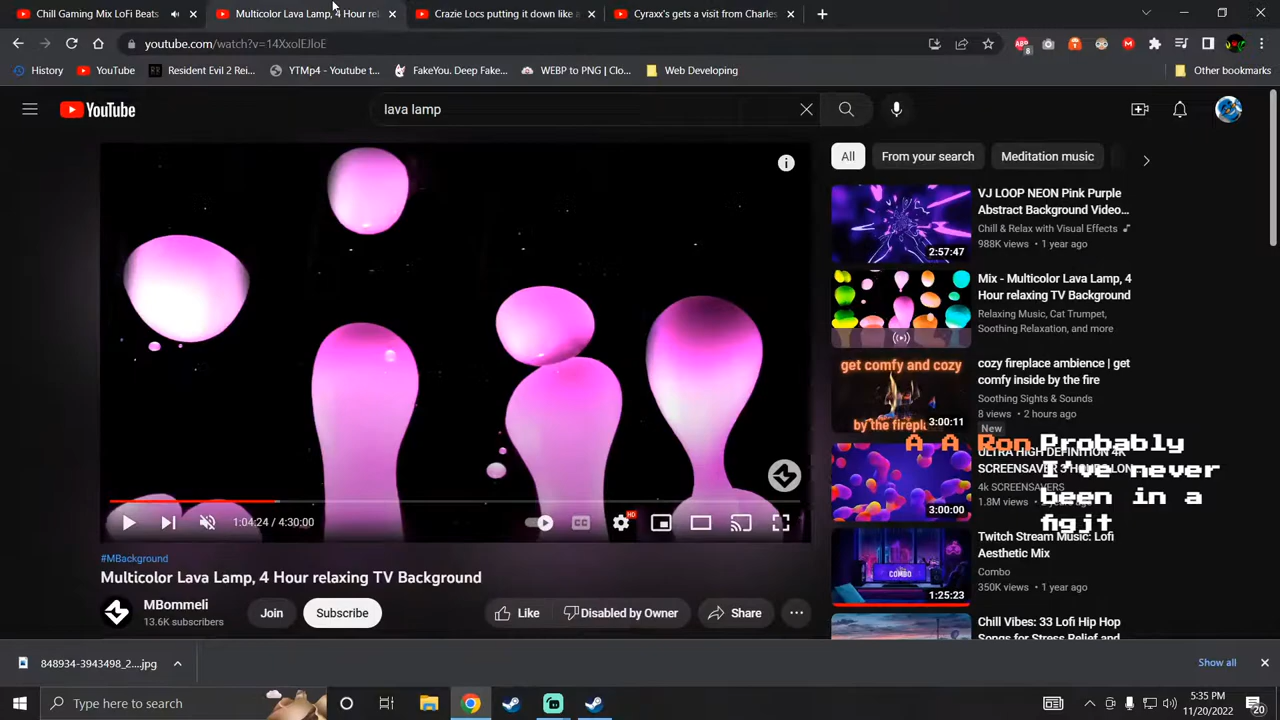 Chill Gaming Mix LoFi Beats
Multicolor Lava Lamp, 4 Hour rel
Crazie Locs putting it down like a
Cyraxx's gets a visit from Charles
youtube.com/watch?v=14XxolEJIoE
8
History
YouTube
Resident Evil 2 Rei...
YTMp4 - Youtube t...
FakeYou. Deep Fake...
WEBP to PNG | Clo...
Web Developing
Other bookmarks
YouTube
lava lamp
All
From your search
Meditation music
VJ LOOP NEON Pink Purple
Abstract Background Video...
Chill & Relax with Visual Effects
988K views • 1 year ago
2:57:47
Mix - Multicolor Lava Lamp, 4
Hour relaxing TV Background
Relaxing Music, Cat Trumpet,
Soothing Relaxation, and more
get comfy and cozy
by the firepl
3:00:11
cozy fireplace ambience | get
comfy inside by the fire
Soothing Sights & Sounds
8 views • 2 hours ago
New
A A Ron Probably
I've never
been in a
figjt
ULTRA HIGH DEFINITION 4K
SCREENSAVER 3 HOURS LON
4k SCREENSAVERS
1.8M views
3:00:00
Twitch Stream Music: Lofi
Aesthetic Mix
Combo
350K views • 1 year ago
COMBO
1:25:23
Chill Vibes: 33 Lofi Hip Hop
Songs for Stress Relief and
1:04:24 / 4:30:00
CC
HD
#MBackground
Multicolor Lava Lamp, 4 Hour relaxing TV Background
MBommeli
13.6K subscribers
Join
Subscribe
Like
Disabled by Owner
Share
848934-3943498_2....jpg
Show all
Type here to search
5:35 PM
11/20/2022
20